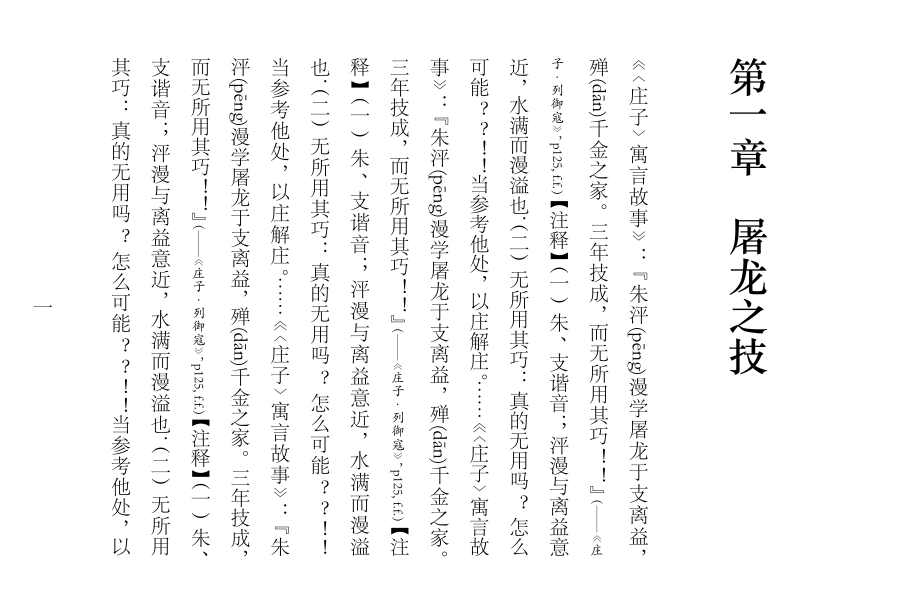 第一章　屠龙之技
《〈庄子〉寓言故事》：『朱泙(pēng)漫学屠龙于支离益，
殚(dān)千金之家。三年技成，而无所用其巧！！』(——《庄
子·列御寇》，p125, f.f.)【注释】(一)朱、支谐音；泙漫与离益意
近，水满而漫溢也.(二)无所用其巧：真的无用吗？怎么
可能？？！！当参考他处，以庄解庄。……《〈庄子〉寓言故
事》：『朱泙(pēng)漫学屠龙于支离益，殚(dān)千金之家。
三年技成，而无所用其巧！！』(——《庄子·列御寇》，p125, f.f.)【注
释】(一)朱、支谐音；泙漫与离益意近，水满而漫溢
也.(二)无所用其巧：真的无用吗？怎么可能？？！！
当参考他处，以庄解庄。……《〈庄子〉寓言故事》：『朱
泙(pēng)漫学屠龙于支离益，殚(dān)千金之家。三年技成，
而无所用其巧！！』(——《庄子·列御寇》，p125, f.f.)【注释】(一)朱、
支谐音；泙漫与离益意近，水满而漫溢也.(二)无所用
其巧：真的无用吗？怎么可能？？！！当参考他处，以
一